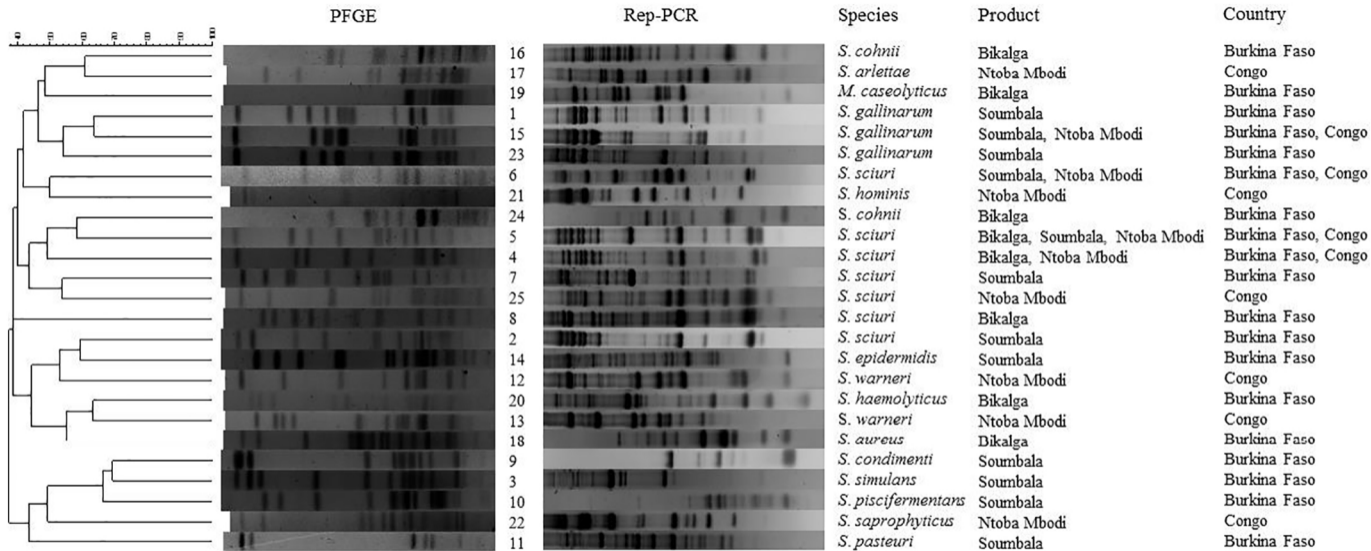 PFGE Rep-PCR Species Product Country
40 100
16 S. cohnii Bikalga Burkina Faso
17 S. arlettae Ntoba Mbodi Congo
19 M. caseolyticus Bikalga Burkina Faso
1 S. gallinarum Soumbala Burkina Faso
15 S. gallinarum Soumbala, Ntoba Mbodi Burkina Faso, Congo
23 S. gallinarum Soumbala Burkina Faso
6 S. sciuri Soumbala, Ntoba Mbodi Burkina Faso, Congo
21 S. hominis Ntoba Mbodi Congo
24 S. cohnii Bikalga Burkina Faso
5 S. sciuri Bikalga, Soumbala, Ntoba Mbodi Burkina Faso, Congo
4 S. sciuri Bikalga, Ntoba Mbodi Burkina Faso, Congo
7 S. sciuri Soumbala Burkina Faso
25 S. sciuri Ntoba Mbodi Congo
8 S. sciuri Bikalga Burkina Faso
2 S. sciuri Soumbala Burkina Faso
14 S. epidermidis Soumbala Burkina Faso
12 S. warneri Ntoba Mbodi Congo
20 S. haemolyticus Bikalga Burkina Faso
13 S. warneri Ntoba Mbodi Congo
18 S. aureus Bikalga Burkina Faso
9 S. condimenti Soumbala Burkina Faso
3 S. simulans Soumbala Burkina Faso
10 S. piscifermentans Soumbala Burkina Faso
22 S. saprophyticus Ntoba Mbodi Congo
11 S. pasteuri Soumbala Burkina Faso